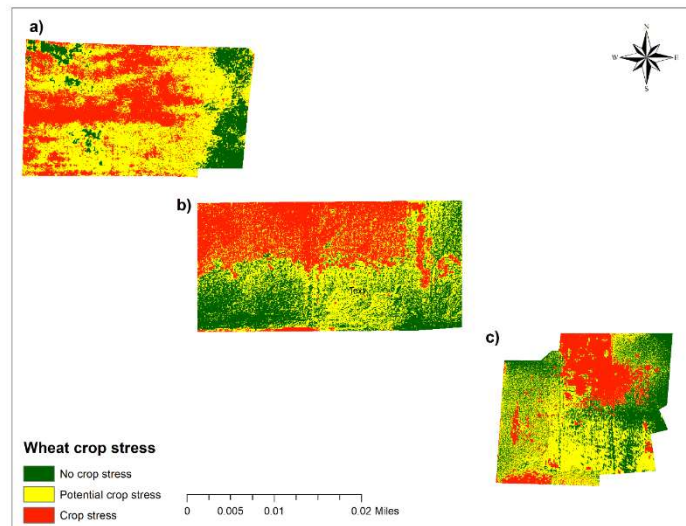 a)
N
W E
S
b)
Text
c)
Wheat crop stress
No crop stress
Potential crop stress
Crop stress
0 0.005 0.01 0.02 Miles